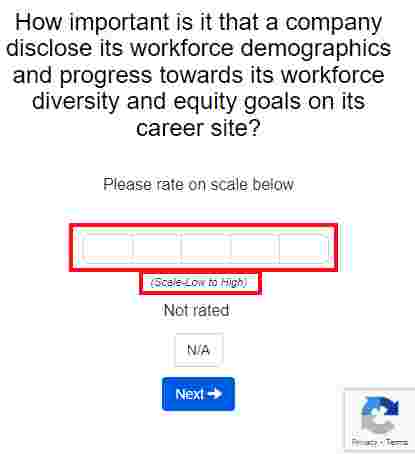 How important is it that a company
disclose its workforce demographics
and progress towards its workforce
diversity and equity goals on its
career site?
Please rate on scale below
(Scale-Low to High)
Not rated
N/A
Next
Privacy - Terms